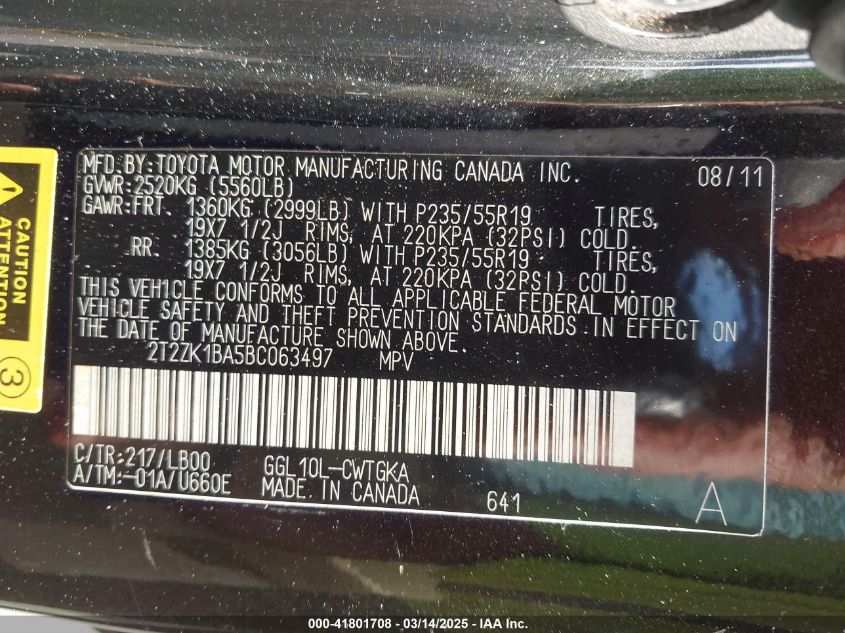 MFD.BY:TOYOTA MOTOR MANUFACTURING CANADA INC. 08/11
GVWR:2520KG (5560LB)
GAWR:FRT. 1360KG (2999LB) WITH P235/55R19 TIRES,
19X7 1/2J RIMS, AT 220KPA (32PSI) COLD.
RR. 1385KG (3056LB) WITH P235/55R19 TIRES,
19X7 1/2J RIMS, AT 220KPA (32PSI) COLD.
THIS VEHICLE CONFORMS TO ALL APPLICABLE FEDERAL MOTOR
VEHICLE SAFETY AND THEFT PREVENTION STANDARDS IN EFFECT ON
THE DATE OF MANUFACTURE SHOWN ABOVE.
2T2ZK1BA5BC063497 MPV
C/TR:217/LB00 GGL10L-CWTGKA
A/TM:-01A/U660E MADE IN CANADA 641 A
CAUTION
ATTENTION
3
000-41801708 - 03/14/2025 - IAA Inc.